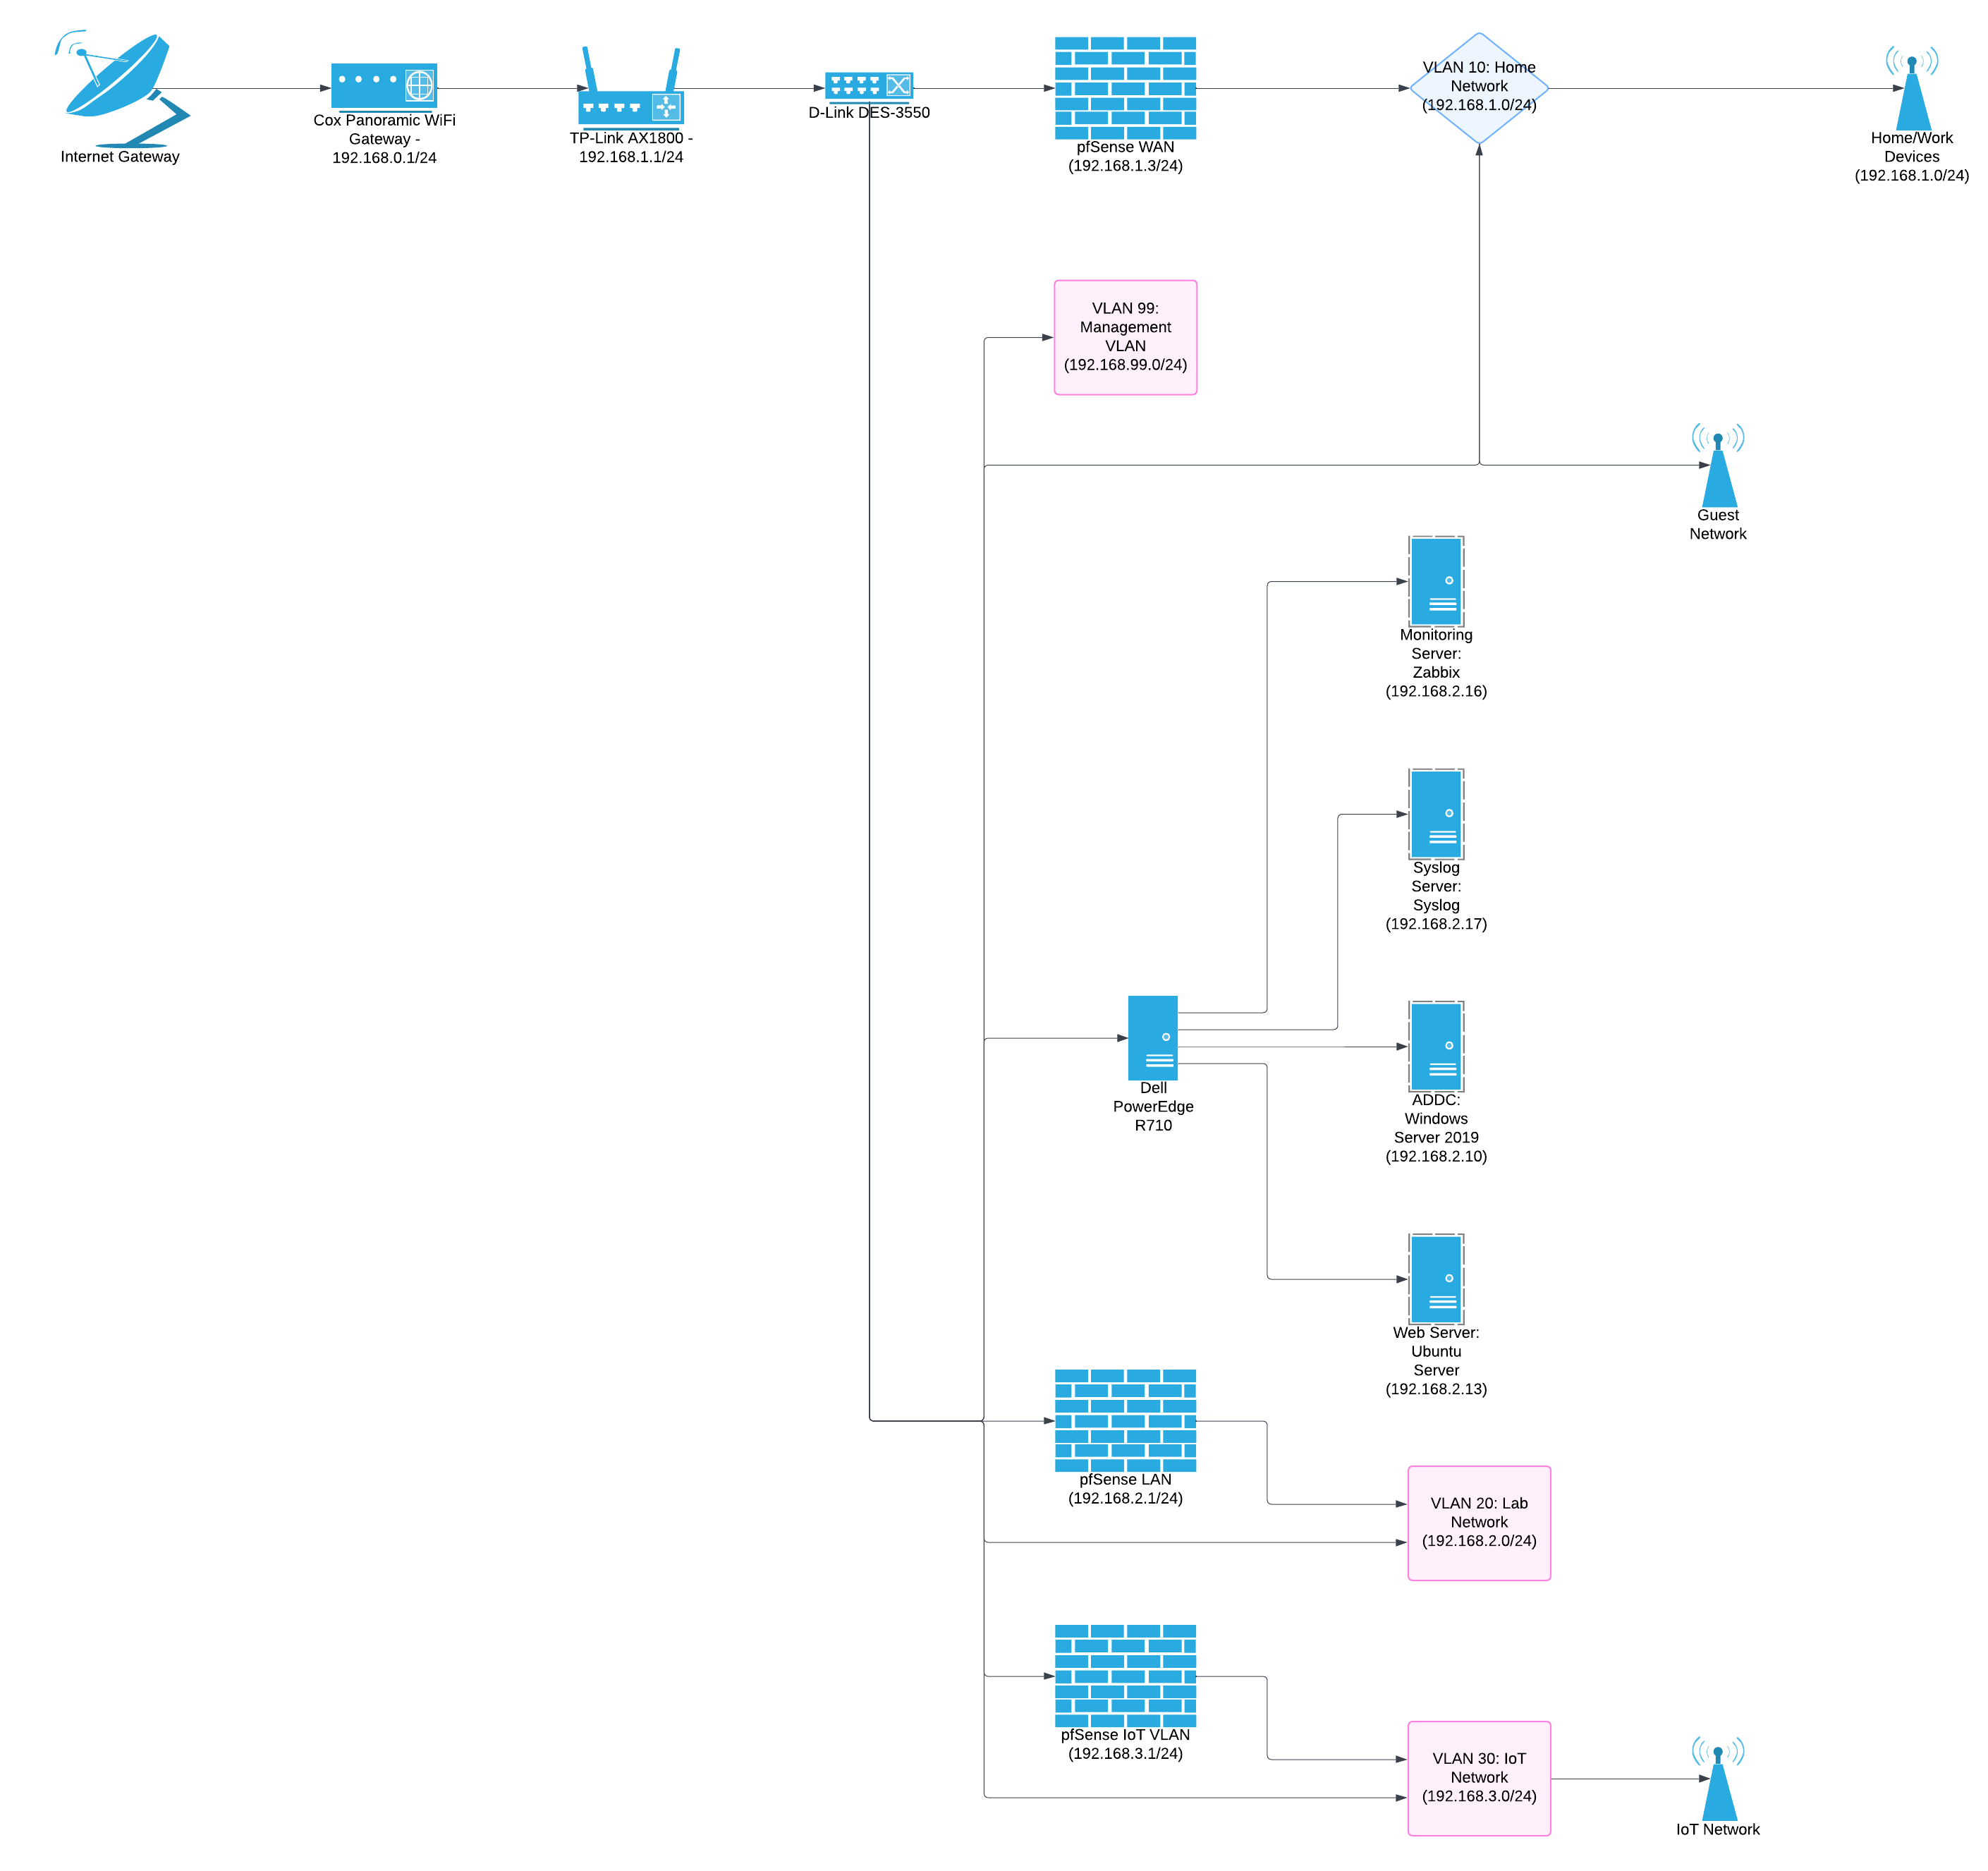 Internet Gateway
Cox Panoramic WiFi
Gateway -
192.168.0.1/24
TP-Link AX1800 -
192.168.1.1/24
D-Link DES-3550
pfSense WAN
(192.168.1.3/24)
VLAN 10: Home
Network
(192.168.1.0/24)
Home/Work
Devices
(192.168.1.0/24)
VLAN 99:
Management
VLAN
(192.168.99.0/24)
Guest
Network
Monitoring
Server:
Zabbix
(192.168.2.16)
Syslog
Server:
Syslog
(192.168.2.17)
Dell
PowerEdge
R710
ADDC:
Windows
Server 2019
(192.168.2.10)
Web Server:
Ubuntu
Server
(192.168.2.13)
pfSense LAN
(192.168.2.1/24)
VLAN 20: Lab
Network
(192.168.2.0/24)
pfSense IoT VLAN
(192.168.3.1/24)
VLAN 30: IoT
Network
(192.168.3.0/24)
IoT Network